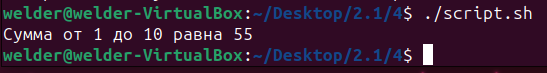 welder@welder-VirtualBox:~/Desktop/2.1/4$ ./script.sh
Сумма от 1 до 10 равна 55
welder@welder-VirtualBox:~/Desktop/2.1/4$